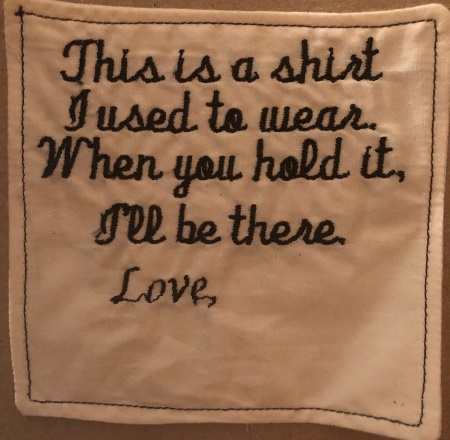 This is a shirt
I used to wear.
When you hold it,
I'll be there.
Love,